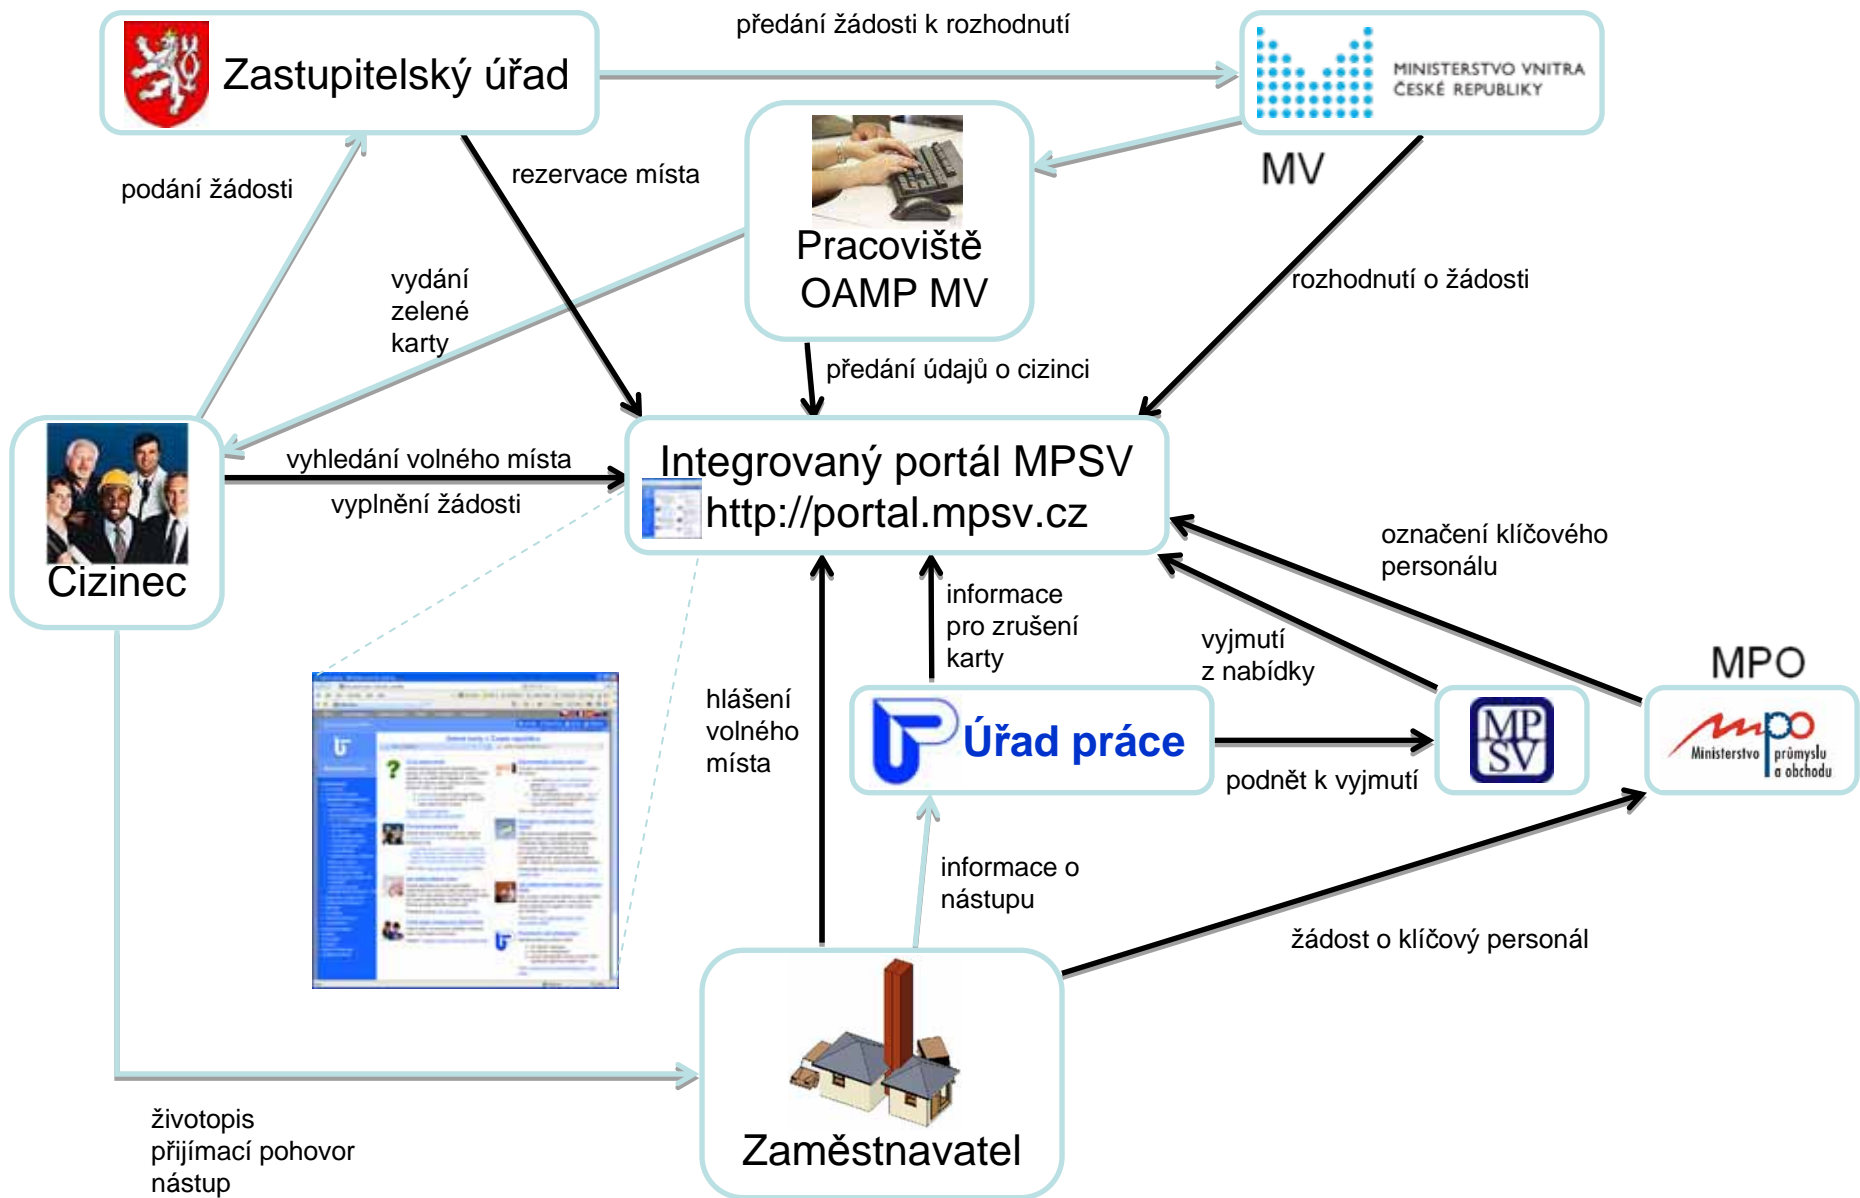 předání žádosti k rozhodnutí
Zastupitelský úřad
MINISTERSTVO VNITRA
ČESKÉ REPUBLIKY
MV
podání žádosti
rezervace místa
Pracoviště
OAMP MV
vydání
zelené
karty
rozhodnutí o žádosti
předání údajů o cizinci
Cizinec
vyhledání volného místa
vyplnění žádosti
Integrovaný portál MPSV
http://portal.mpsv.cz
označení klíčového
personálu
informace
pro zrušení
karty
vyjmutí
z nabídky
MPO
hlášení
volného
místa
Úřad práce
podnět k vyjmutí
MP
SV
mpo
Ministerstvo průmyslu
a obchodu
informace o
nástupu
žádost o klíčový personál
Zaměstnavatel
životopis
přijímací pohovor
nástup